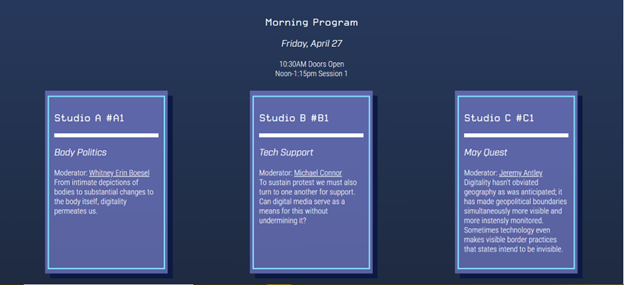 Morning Program
Friday, April 27
10:30AM Doors Open
Noon-1:15pm Session 1
Studio A #A1
Body Politics
Moderator: Whitney Erin Boesel
From intimate depictions of
bodies to substantial changes to
the body itself, digitality
permeates us.
Studio B #B1
Tech Support
Moderator: Michael Connor
To sustain protest we must also
turn to one another for support.
Can digital media serve as a
means for this without
undermining it?
Studio C #C1
May Quest
Moderator: Jeremy Antley
Digitality hasn't obviated
geography as was anticipated; it
has made geopolitical boundaries
simultaneously more visible and
more instensly monitored.
Sometimes technology even
makes visible border practices
that states intend to be invisible.